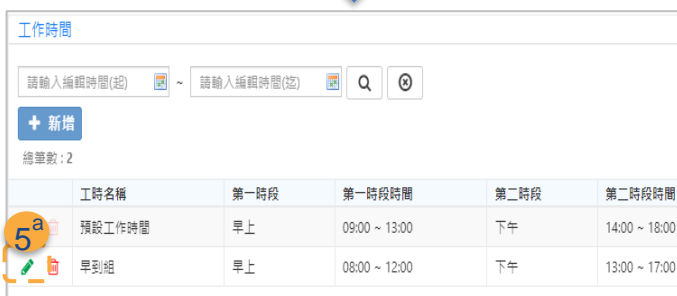 工作時間
請輸入編輯時間(起) ~ 請輸入編輯時間(迄)
新增
總筆數 : 2
工時名稱 第一時段 第一時段時間 第二時段 第二時段時間
5a 預設工作時間 早上 09:00 ~ 13:00 下午 14:00 ~ 18:00
早到組 早上 08:00 ~ 12:00 下午 13:00 ~ 17:00